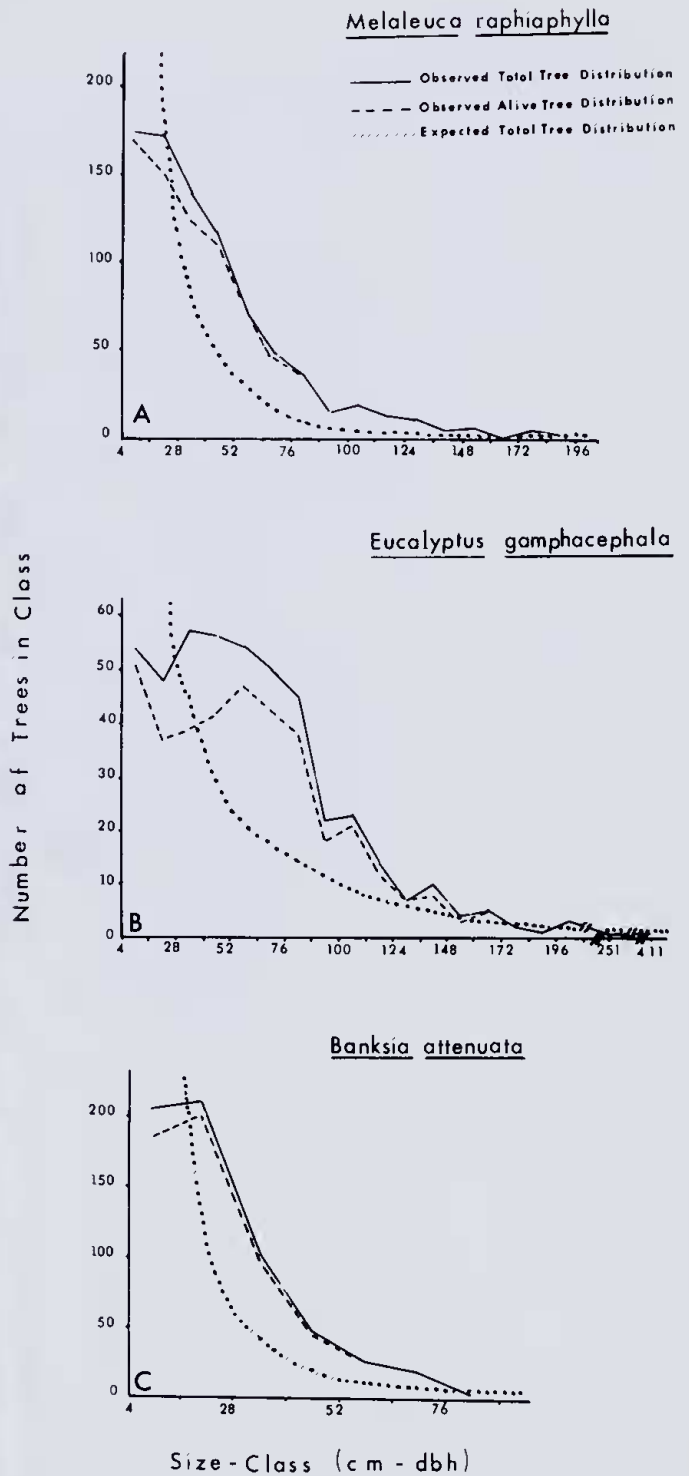 Melaleuca raphiaphylla
Observed Total Tree Distribution
Observed Alive Tree Distribution
Expected Total Tree Distribution
200
150
100
50
0
A
4 28 52 76 100 124 148 172 196
Number of Trees in Class
Eucalyptus gamphacephala
60
50
40
30
20
10
0
B
4 28 52 76 100 124 148 172 196 251 411
Banksia attenuata
200
150
100
50
0
C
4 28 52 76
Size-Class (cm-dbh)